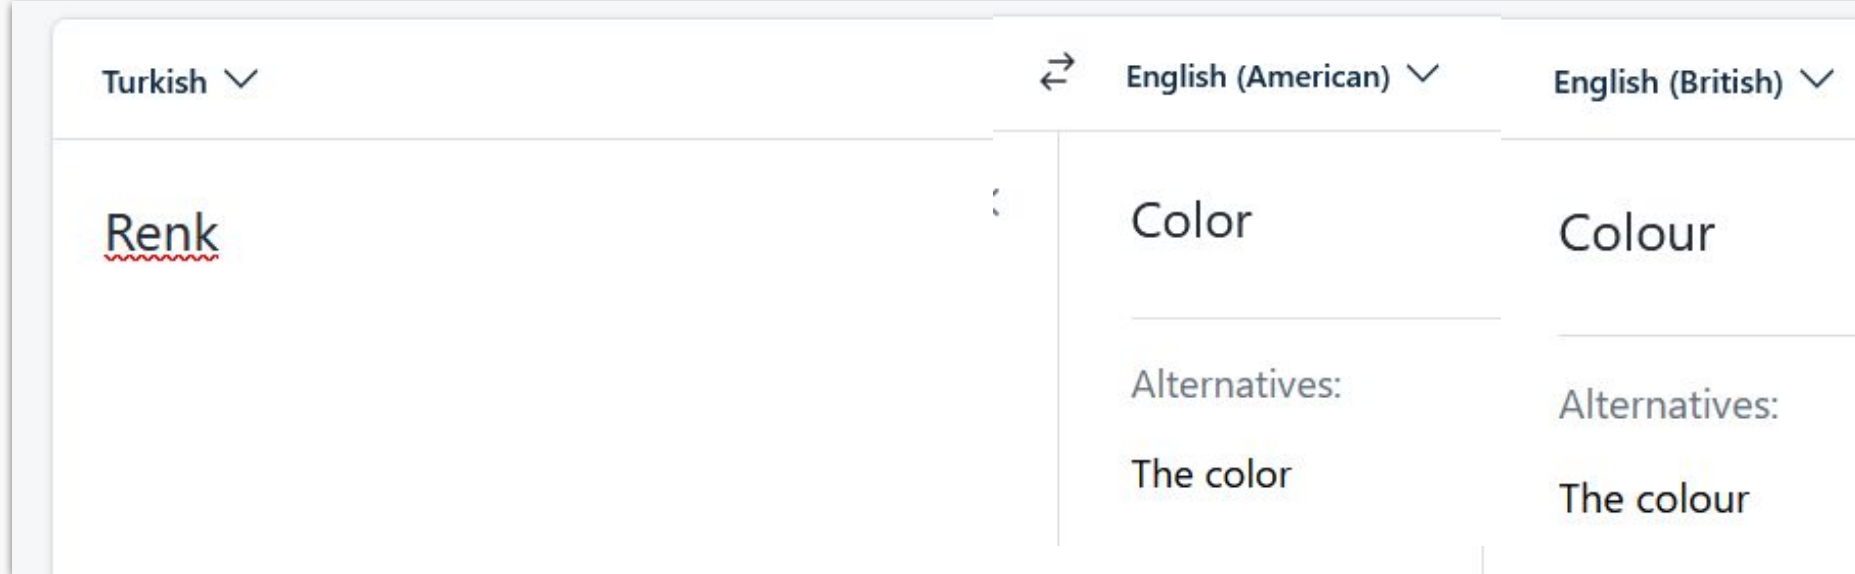 Turkish
English (American)
English (British)
Renk
Color
Colour
Alternatives:
Alternatives:
The color
The colour